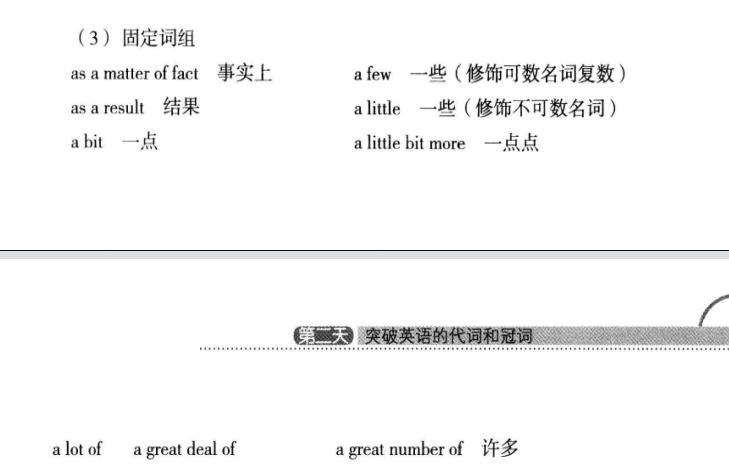 （3）固定词组
as a matter of fact 事实上 a few 一些（修饰可数名词复数）
as a result 结果 a little 一些（修饰不可数名词）
a bit 一点 a little bit more 一点点
第二天 突破英语的代词和冠词
a lot of a great deal of a great number of 许多